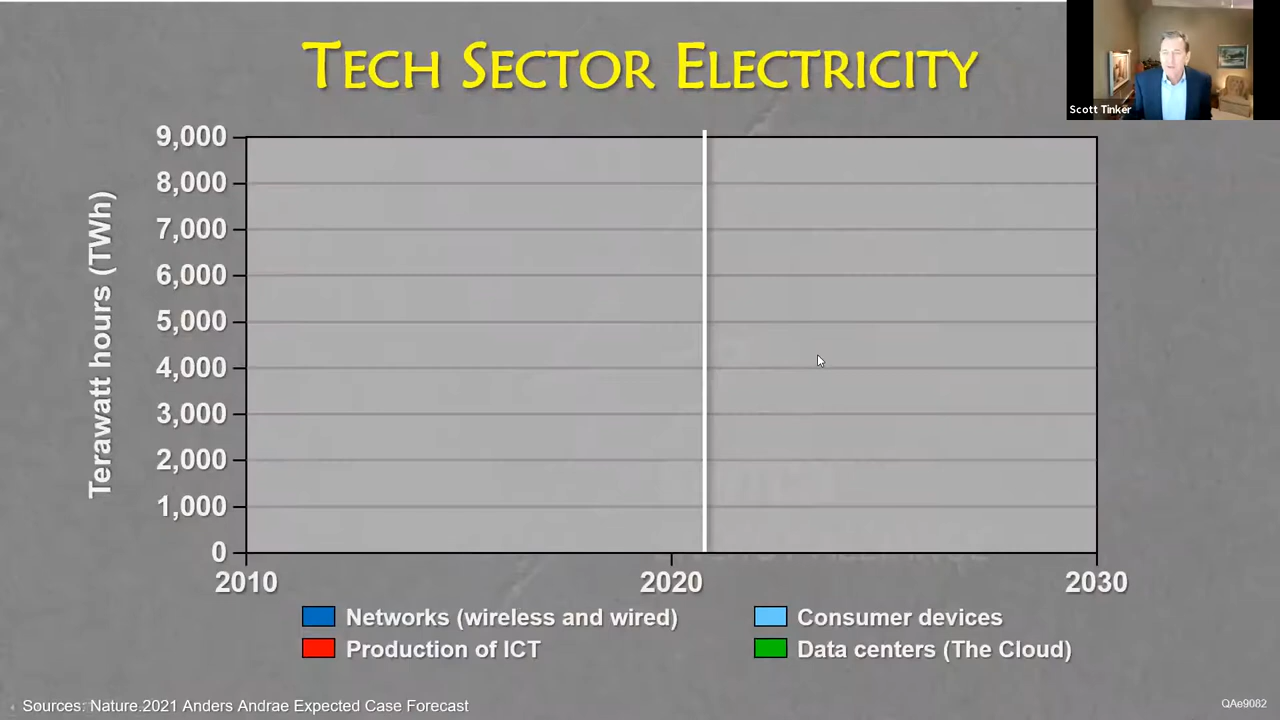 TECH SECTOR ELECTRICITY
Scott Tinker
Terawatt hours (TWh)
9,000
8,000
7,000
6,000
5,000
4,000
3,000
2,000
1,000
0
2010 2020 2030
Networks (wireless and wired) Consumer devices
Production of ICT Data centers (The Cloud)
Sources: Nature.2021 Anders Andrae Expected Case Forecast
QAe9082